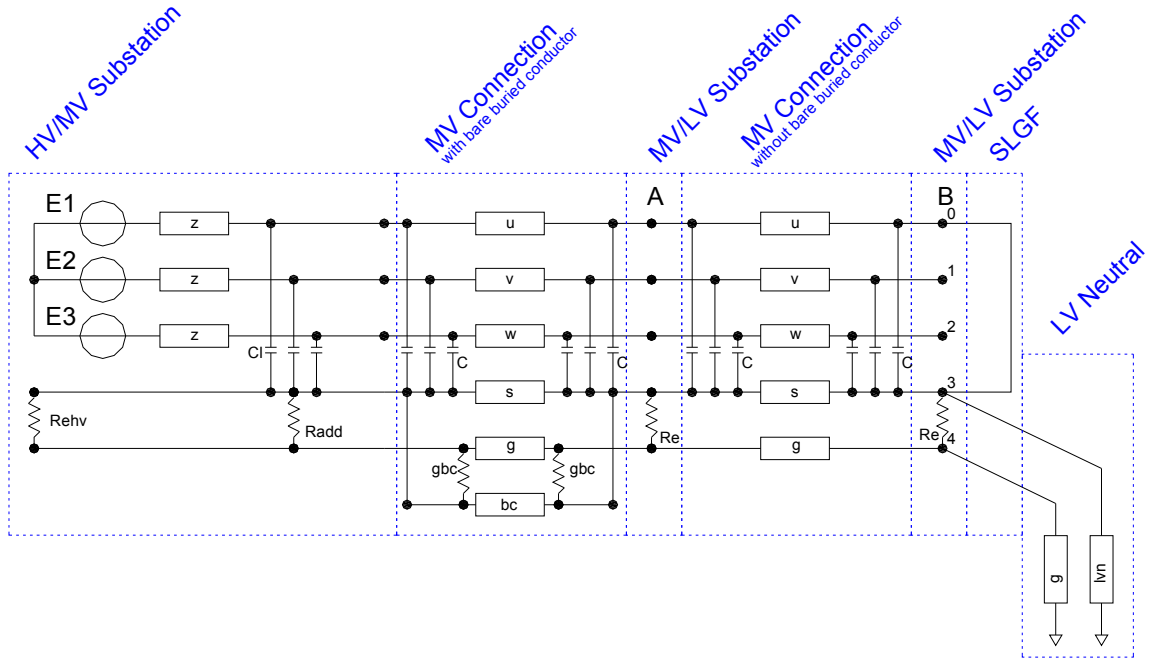 HV/MV Substation
MV Connection
with bare buried conductor
MV/LV Substation
MV Connection
without bare buried conductor
MV/LV Substation
SLGF
LV Neutral
A
B
E1
z
u
u
0
E2
z
v
v
1
E3
z
w
w
2
Cl
C
C
C
C
s
s
3
Rehv
Radd
Re
Re
g
g
4
gbc
gbc
bc
g
lvn